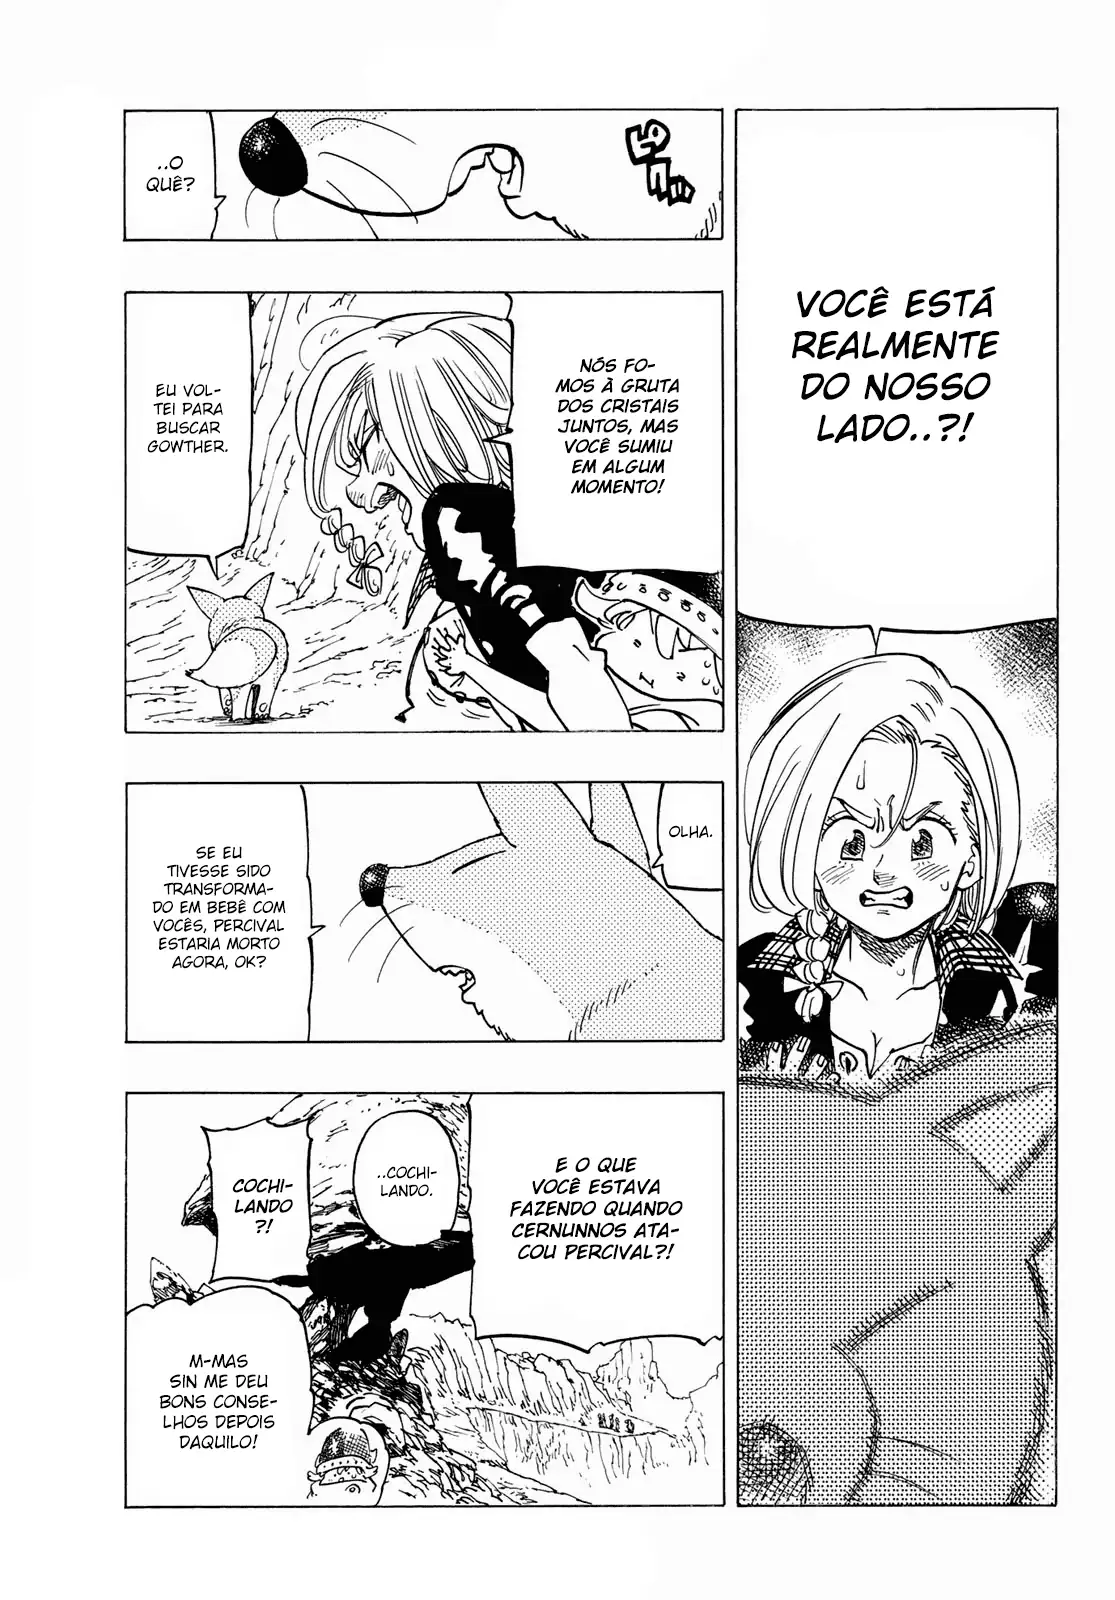 VOCÊ ESTÁ
REALMENTE
DO NOSSO
LADO..?!
..O
QUÊ?
NÓS FO-
MOS À GRUTA
DOS CRISTAIS
JUNTOS, MAS
VOCÊ SUMIU
EM ALGUM
MOMENTO!
EU VOL-
TEI PARA
BUSCAR
GOWTHER.
OLHA.
SE EU
TIVESSE SIDO
TRANSFORMA-
DO EM BEBÊ COM
VOCÊS, PERCIVAL
ESTARIA MORTO
AGORA, OK?
E O QUE
VOCÊ ESTAVA
FAZENDO QUANDO
CERNUNNOS ATA-
COU PERCIVAL?!
..COCHI-
LANDO.
COCHI-
LANDO
?!
M-MAS
SIN ME DEU
BONS CONSE-
LHOS DEPOIS
DAQUILO!